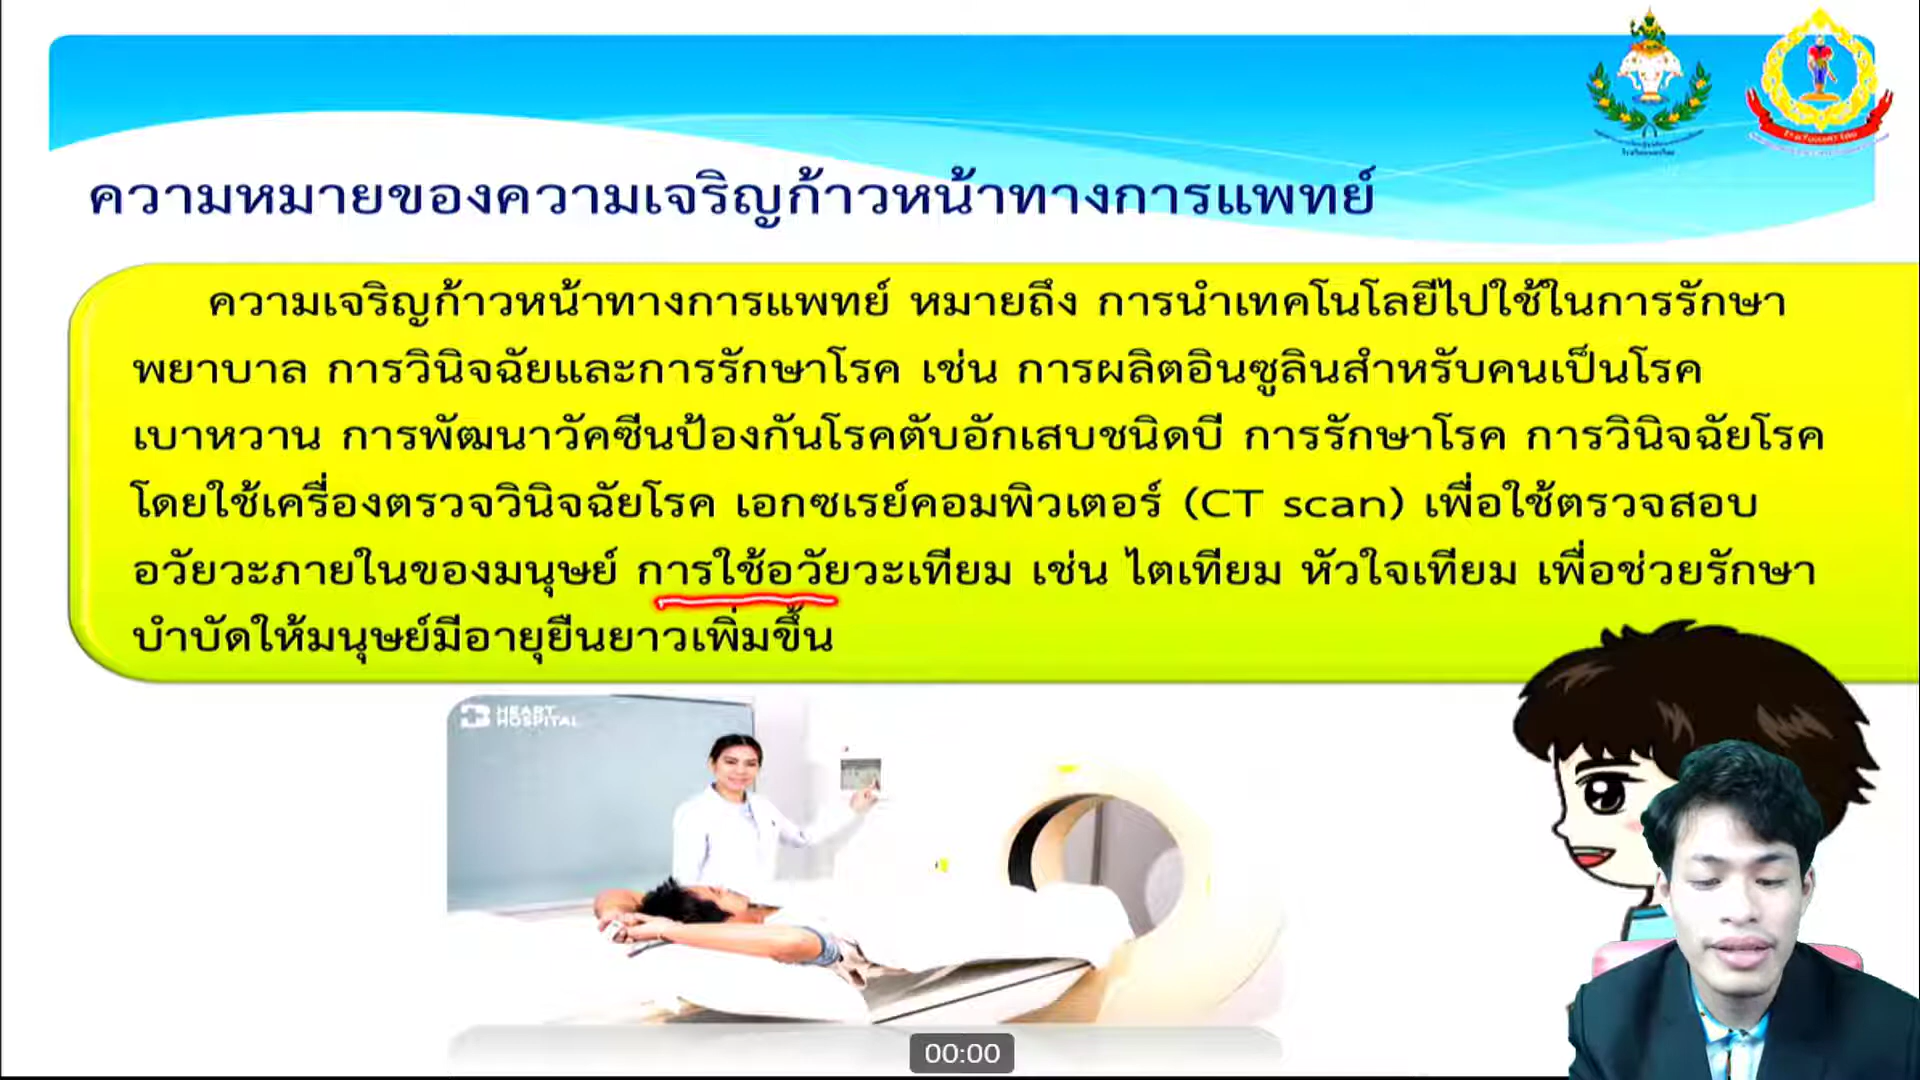 ความหมายของความเจริญก้าวหน้าทางการแพทย์
ความเจริญก้าวหน้าทางการแพทย์ หมายถึง การนำเทคโนโลยีไปใช้ในการรักษา
พยาบาล การวินิจฉัยและการรักษาโรค เช่น การผลิตอินซูลินสำหรับคนเป็นโรค
เบาหวาน การพัฒนาวัคซีนป้องกันโรคตับอักเสบชนิดบี การรักษาโรค การวินิจฉัยโรค
โดยใช้เครื่องตรวจวินิจฉัยโรค เอกซเรย์คอมพิวเตอร์ (CT scan) เพื่อใช้ตรวจสอบ
อวัยวะภายในของมนุษย์ การใช้อวัยวะเทียม เช่น ไตเทียม หัวใจเทียม เพื่อช่วยรักษา
บำบัดให้มนุษย์มีอายุยืนยาวเพิ่มขึ้น
HEART
HOSPITAL
00:00